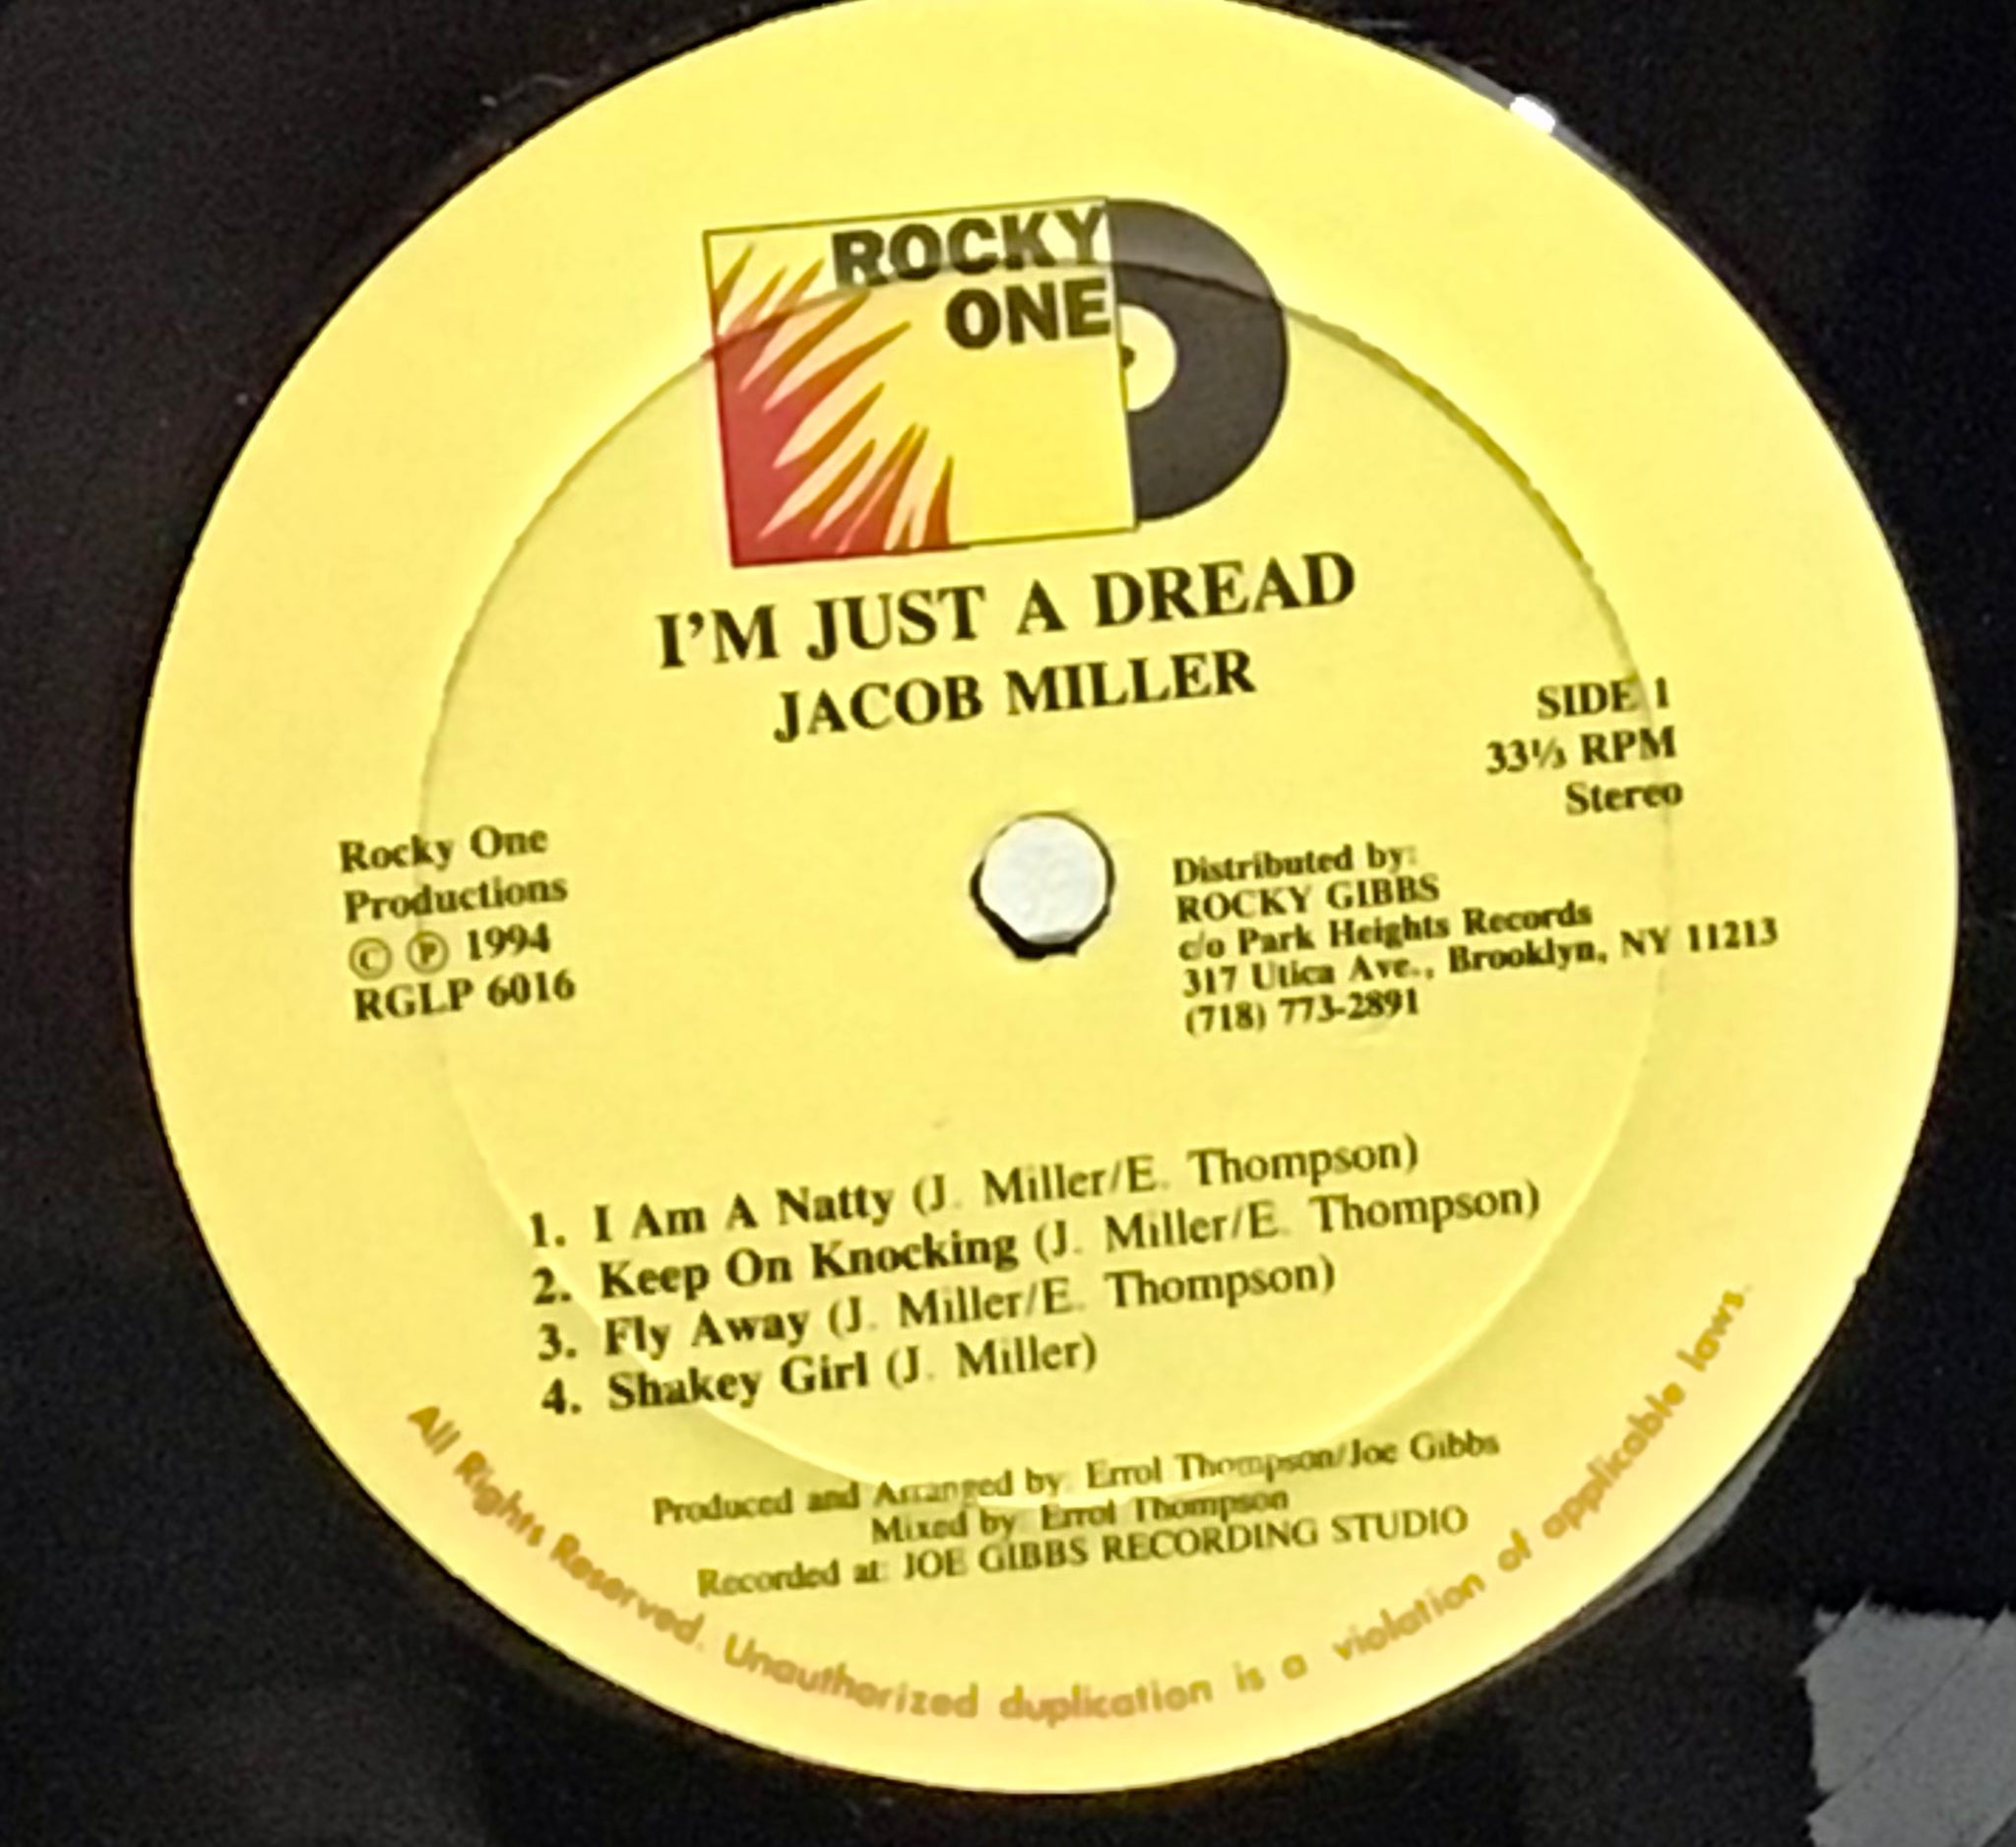 ROCKY
ONE
I'M JUST A DREAD
JACOB MILLER
SIDE 1
33⅓ RPM
Stereo
Rocky One
Productions
© ℗ 1994
RGLP 6016
Distributed by:
ROCKY GIBBS
c/o Park Heights Records
317 Utica Ave., Brooklyn, NY 11213
(718) 773-2891
1. I Am A Natty (J. Miller/E. Thompson)
2. Keep On Knocking (J. Miller/E. Thompson)
3. Fly Away (J. Miller/E. Thompson)
4. Shakey Girl (J. Miller)
Produced and Arranged by: Errol Thompson/Joe Gibbs
Mixed by: Errol Thompson
Recorded at: JOE GIBBS RECORDING STUDIO
All Rights Reserved. Unauthorized duplication is a violation of applicable laws.